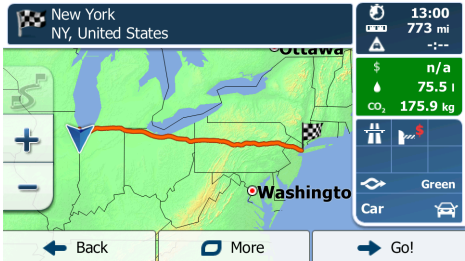 New York
NY, United States
13:00
773 mi
-:--
$ n/a
75.5 l
CO₂ 175.9 kg
Ottawa
$
Washingto
Green
Car
Back
More
Go!